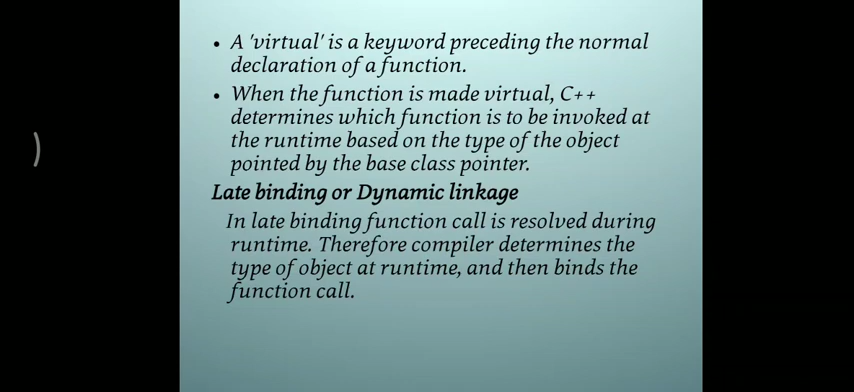 • A 'virtual' is a keyword preceding the normal
declaration of a function.
• When the function is made virtual, C++
determines which function is to be invoked at
the runtime based on the type of the object
pointed by the base class pointer.
Late binding or Dynamic linkage
In late binding function call is resolved during
runtime. Therefore compiler determines the
type of object at runtime, and then binds the
function call.